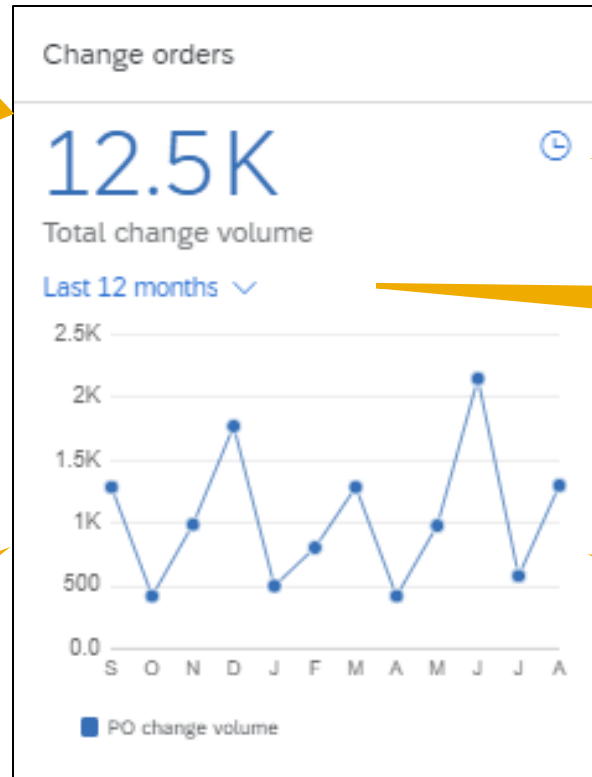 Change orders
12.5K
Total change volume
Last 12 months
2.5K
2K
1.5K
1K
500
0.0
S O N D J F M A M J J A
PO change volume